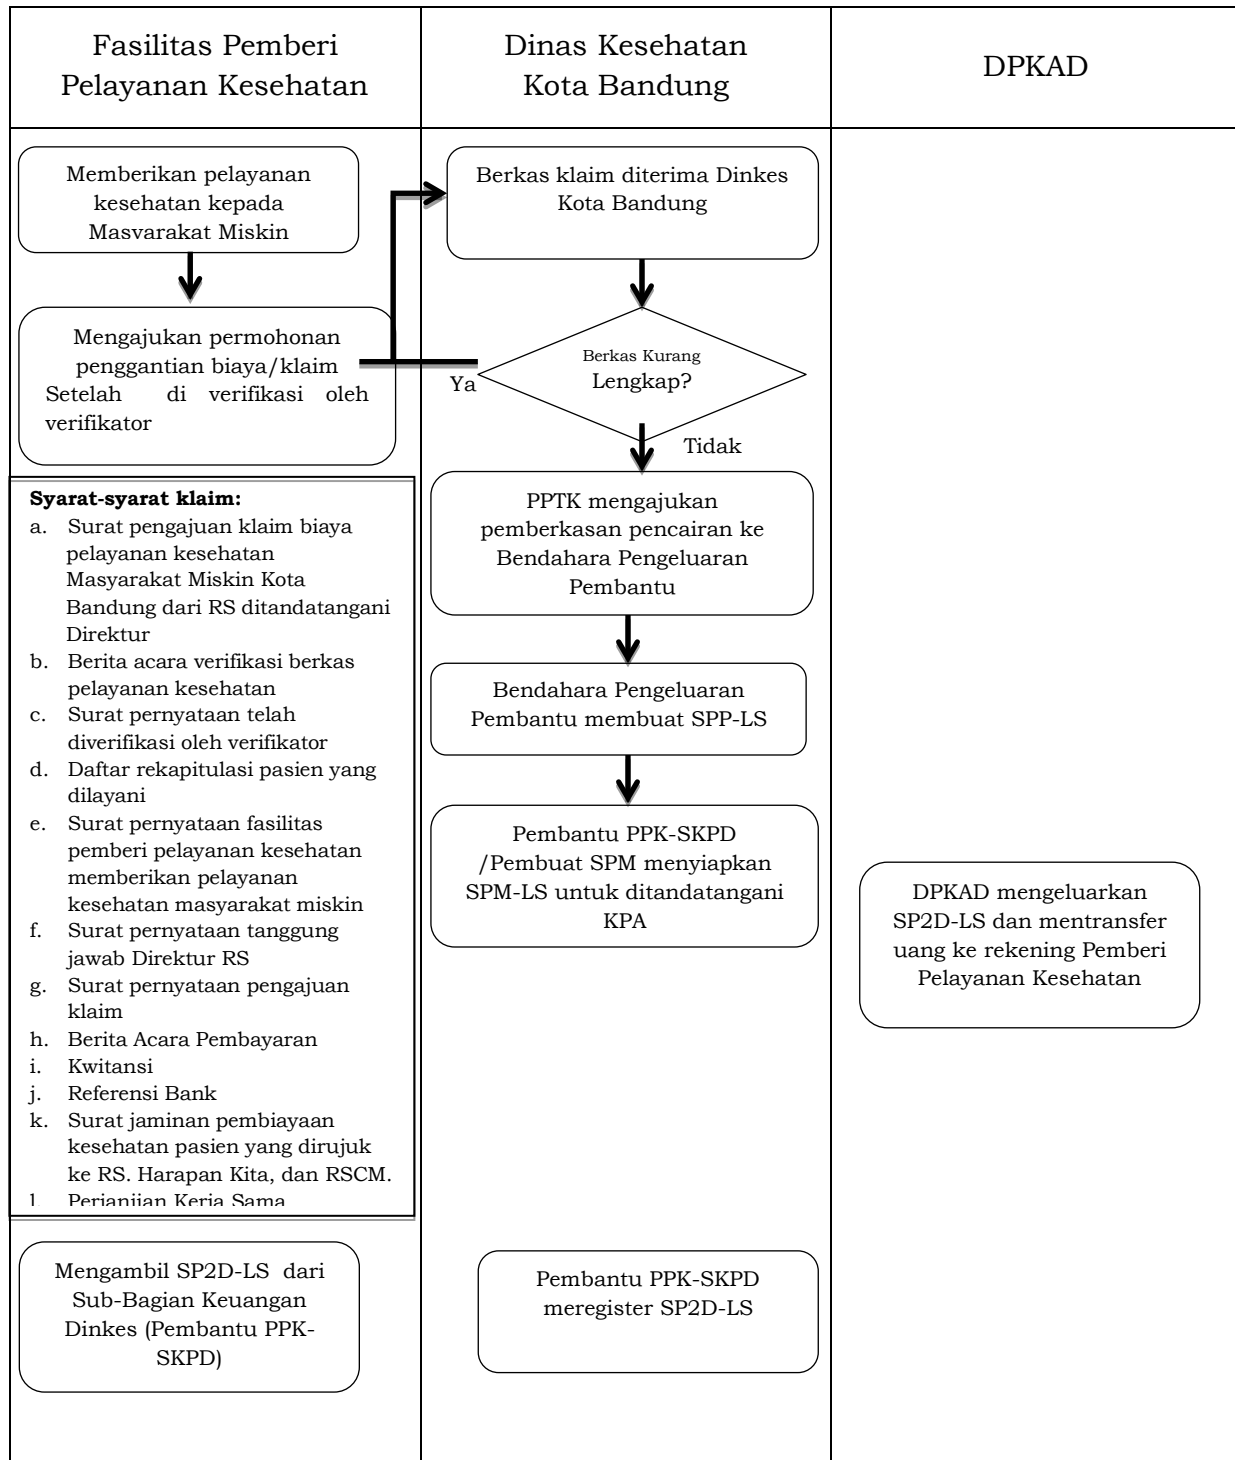 Fasilitas Pemberi
Pelayanan Kesehatan
Dinas Kesehatan
Kota Bandung
DPKAD
Memberikan pelayanan
kesehatan kepada
Masvarakat Miskin
Mengajukan permohonan
penggantian biaya/klaim
Setelah di verifikasi oleh
verifikator
Syarat-syarat klaim:
a. Surat pengajuan klaim biaya
pelayanan kesehatan
Masyarakat Miskin Kota
Bandung dari RS ditandatangani
Direktur
b. Berita acara verifikasi berkas
pelayanan kesehatan
c. Surat pernyataan telah
diverifikasi oleh verifikator
d. Daftar rekapitulasi pasien yang
dilayani
e. Surat pernyataan fasilitas
pemberi pelayanan kesehatan
memberikan pelayanan
kesehatan masyarakat miskin
f. Surat pernyataan tanggung
jawab Direktur RS
g. Surat pernyataan pengajuan
klaim
h. Berita Acara Pembayaran
i. Kwitansi
j. Referensi Bank
k. Surat jaminan pembiayaan
kesehatan pasien yang dirujuk
ke RS. Harapan Kita, dan RSCM.
l. Perjanjian Kerja Sama
Mengambil SP2D-LS dari
Sub-Bagian Keuangan
Dinkes (Pembantu PPK-
SKPD)
Berkas klaim diterima Dinkes
Kota Bandung
Berkas Kurang
Lengkap?
Ya
Tidak
PPTK mengajukan
pemberkasan pencairan ke
Bendahara Pengeluaran
Pembantu
Bendahara Pengeluaran
Pembantu membuat SPP-LS
Pembantu PPK-SKPD
/Pembuat SPM menyiapkan
SPM-LS untuk ditandatangani
KPA
Pembantu PPK-SKPD
meregister SP2D-LS
DPKAD mengeluarkan
SP2D-LS dan mentransfer
uang ke rekening Pemberi
Pelayanan Kesehatan